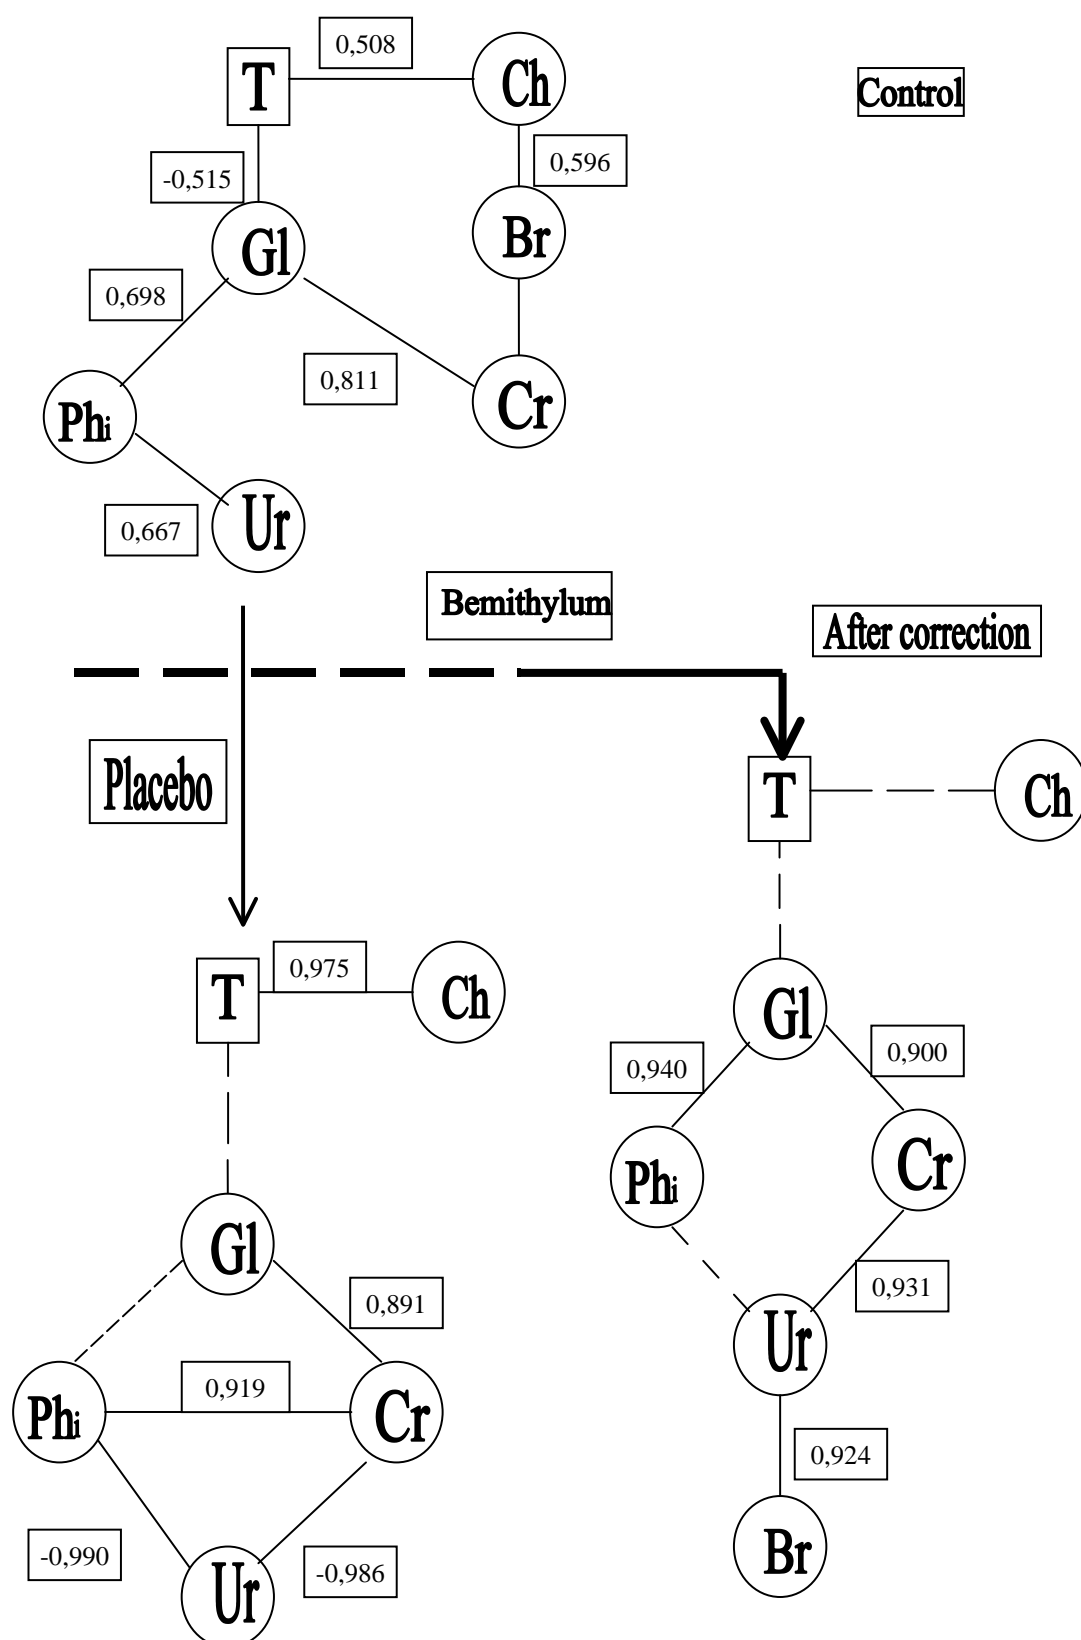 0,508
T
Ch
Control
-0,515
0,596
Gl
Br
0,698
0,811
Phi
Cr
0,667
Ur
Bemithylum
After correction
Placebo
T
Ch
0,975
T
Ch
Gl
0,940
0,900
Phi
Cr
Gl
0,891
0,931
Ur
0,919
Phi
Cr
0,924
-0,990
-0,986
Ur
Br